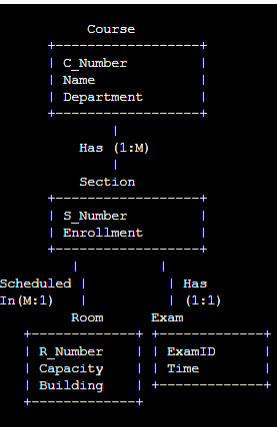 Course
+-----------------+
| C_Number |
| Name |
| Department |
+-----------------+
|
Has (1:M)
|
Section
+-----------------+
| S_Number |
| Enrollment |
+-----------------+
| |
Scheduled | | Has
In(M:1) | | (1:1)
Room Exam
+-------------+ +-------------+
| R_Number | | ExamID |
| Capacity | | Time |
| Building | +-------------+
+-------------+